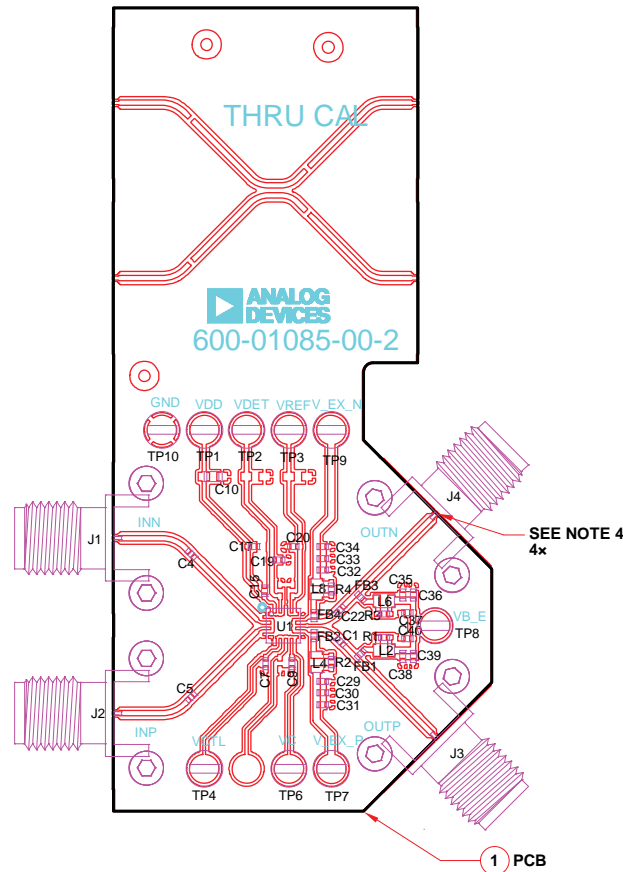 THRU CAL
ANALOG
DEVICES
600-01085-00-2
GND
VDD
VDET
VREF
V_EX_N
TP10
TP1
TP2
TP3
TP9
C10
J1
INN
OUTN
J4
SEE NOTE 4
4x
C4
C20
C19
C34
C33
C32
L8
R4
FB3
C35
C36
L6
R3
C37
C22
FB4
U1
VB_E
TP8
C40
FB2
C1
R1
L2
C39
C38
FB1
L4
R2
C7
C29
C30
C31
C5
J2
INP
OUTP
J3
TP4
TP6
TP7
1 PCB